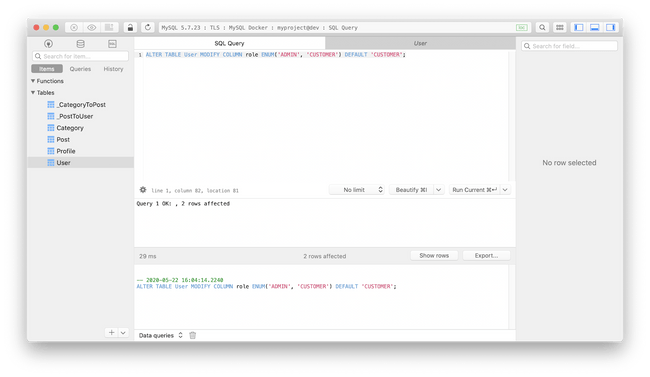 MySQL 5.7.23 : TLS : MySQL Docker : myproject@dev : SQL Query
SQL Query
User
Search for field...
Search for item...
Items
Queries
History
Functions
Tables
_CategoryToPost
_PostToUser
Category
Post
Profile
User
1 ALTER TABLE User MODIFY COLUMN role ENUM('ADMIN', 'CUSTOMER') DEFAULT 'CUSTOMER';
No row selected
line 1, column 82, location 81
No limit
Beautify ⌘I
Run Current ⌘↵
Query 1 OK: , 2 rows affected
29 ms
2 rows affected
Show rows
Export...
-- 2020-05-22 16:04:14.2240
ALTER TABLE User MODIFY COLUMN role ENUM('ADMIN', 'CUSTOMER') DEFAULT 'CUSTOMER';
Data queries